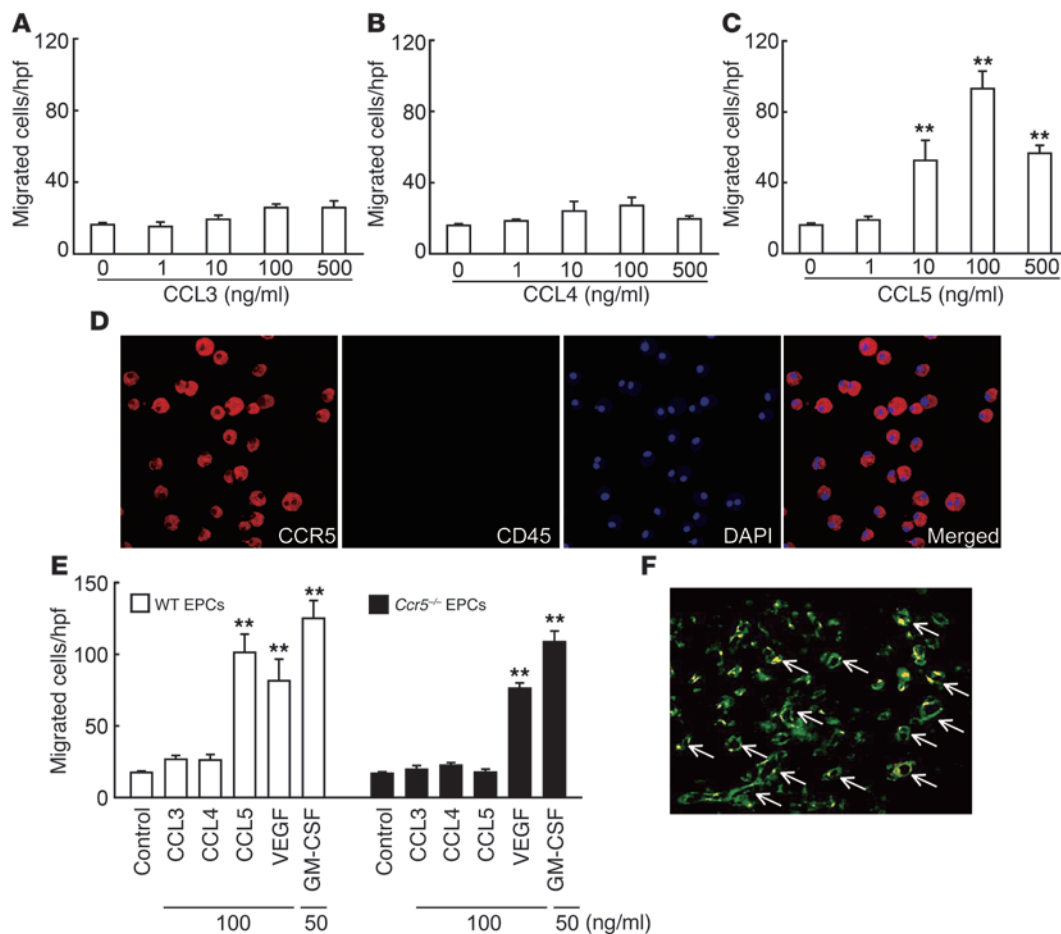 A
Migrated cells/hpf
120
80
40
0
0 1 10 100 500
CCL3 (ng/ml)
B
Migrated cells/hpf
120
80
40
0
0 1 10 100 500
CCL4 (ng/ml)
C
Migrated cells/hpf
120
80
40
0
** ** **
0 1 10 100 500
CCL5 (ng/ml)
D
CCR5
CD45
DAPI
Merged
E
Migrated cells/hpf
150
100
50
0
WT EPCs
** ** **
Ccr5–/– EPCs
** **
Control
CCL3
CCL4
CCL5
VEGF
GM-CSF
Control
CCL3
CCL4
CCL5
VEGF
GM-CSF
100 50 100 50 (ng/ml)
F